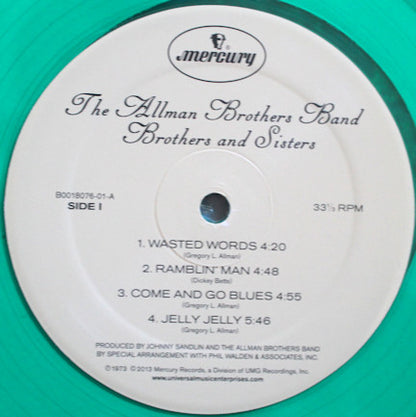 mercury®
The Allman Brothers Band
Brothers and Sisters
B0018076-01-A
SIDE I
33⅓ RPM
1. WASTED WORDS 4:20
(Gregory L. Allman)
2. RAMBLIN' MAN 4:48
(Dickey Betts)
3. COME AND GO BLUES 4:55
(Gregory L. Allman)
4. JELLY JELLY 5:46
(Gregory L. Allman)
PRODUCED BY JOHNNY SANDLIN AND THE ALLMAN BROTHERS BAND
BY SPECIAL ARRANGEMENT WITH PHIL WALDEN & ASSOCIATES, INC.
℗1973 © 2013 Mercury Records, a Division of UMG Recordings, Inc.
www.universalmusicenterprises.com